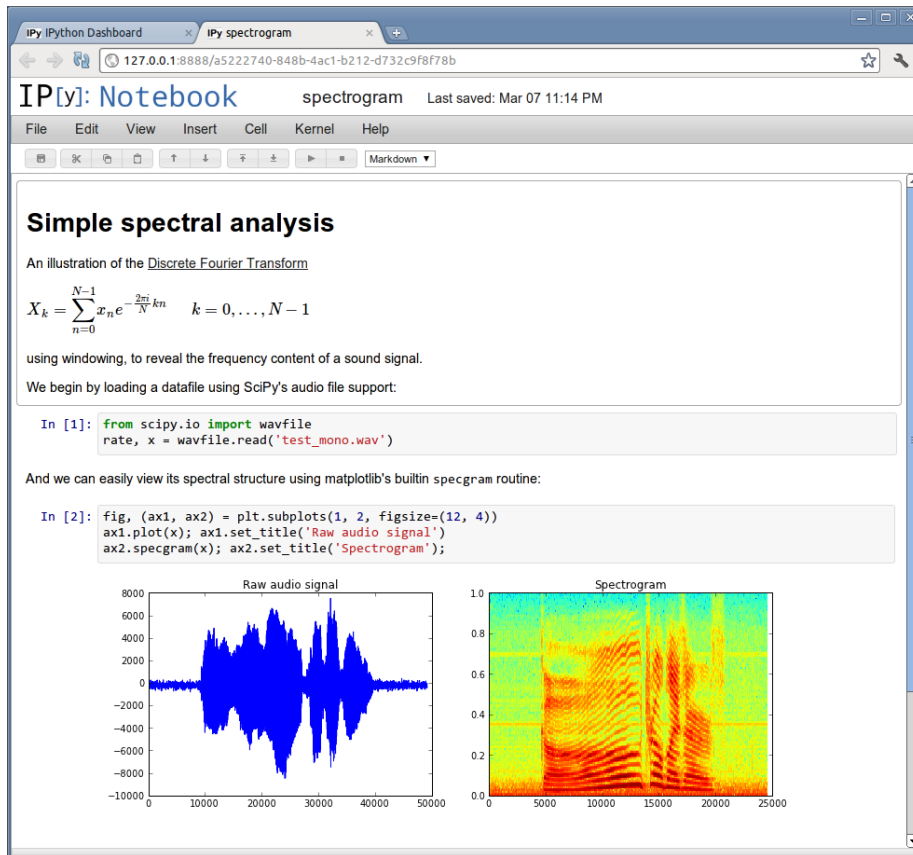 IPy IPython Dashboard × IPy spectrogram ×
127.0.0.1:8888/a5222740-848b-4ac1-b212-d732c9f8f78b
IP[y]: Notebook spectrogram Last saved: Mar 07 11:14 PM
File Edit View Insert Cell Kernel Help
Markdown
Simple spectral analysis
An illustration of the Discrete Fourier Transform
X_k = \sum_{n=0}^{N-1} x_n e^{-\frac{2\pi i}{N} kn} k = 0, ..., N − 1
using windowing, to reveal the frequency content of a sound signal.
We begin by loading a datafile using SciPy's audio file support:
In [1]: from scipy.io import wavfile
rate, x = wavfile.read('test_mono.wav')
And we can easily view its spectral structure using matplotlib's builtin specgram routine:
In [2]: fig, (ax1, ax2) = plt.subplots(1, 2, figsize=(12, 4))
ax1.plot(x); ax1.set_title('Raw audio signal')
ax2.specgram(x); ax2.set_title('Spectrogram');
Raw audio signal
8000
6000
4000
2000
0
−2000
−4000
−6000
−8000
−10000
0 10000 20000 30000 40000 50000
Spectrogram
1.0
0.8
0.6
0.4
0.2
0.0
0 5000 10000 15000 20000 25000